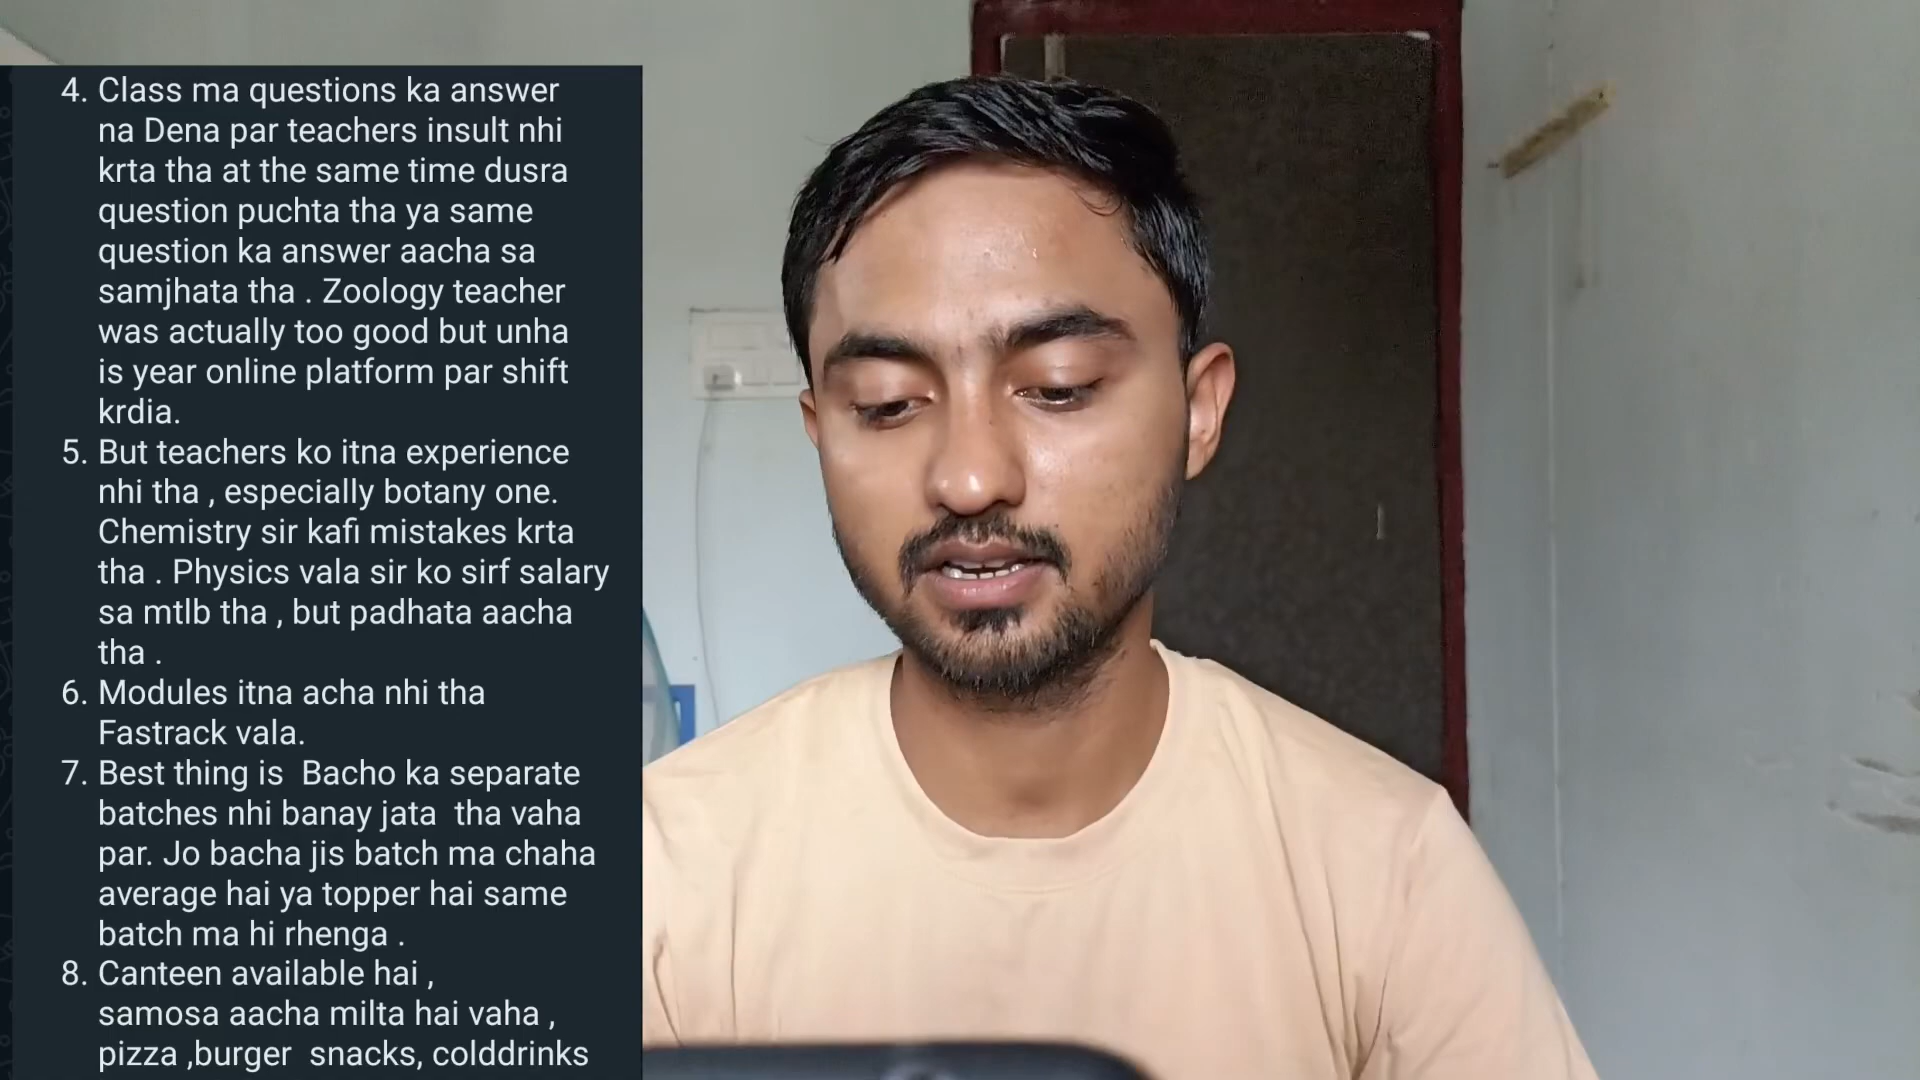 4. Class ma questions ka answer
na Dena par teachers insult nhi
krta tha at the same time dusra
question puchta tha ya same
question ka answer aacha sa
samjhata tha . Zoology teacher
was actually too good but unha
is year online platform par shift
krdia.
5. But teachers ko itna experience
nhi tha , especially botany one.
Chemistry sir kafi mistakes krta
tha . Physics vala sir ko sirf salary
sa mtlb tha , but padhata aacha
tha .
6. Modules itna acha nhi tha
Fastrack vala.
7. Best thing is  Bacho ka separate
batches nhi banay jata  tha vaha
par. Jo bacha jis batch ma chaha
average hai ya topper hai same
batch ma hi rhenga .
8. Canteen available hai ,
samosa aacha milta hai vaha ,
pizza ,burger  snacks, colddrinks